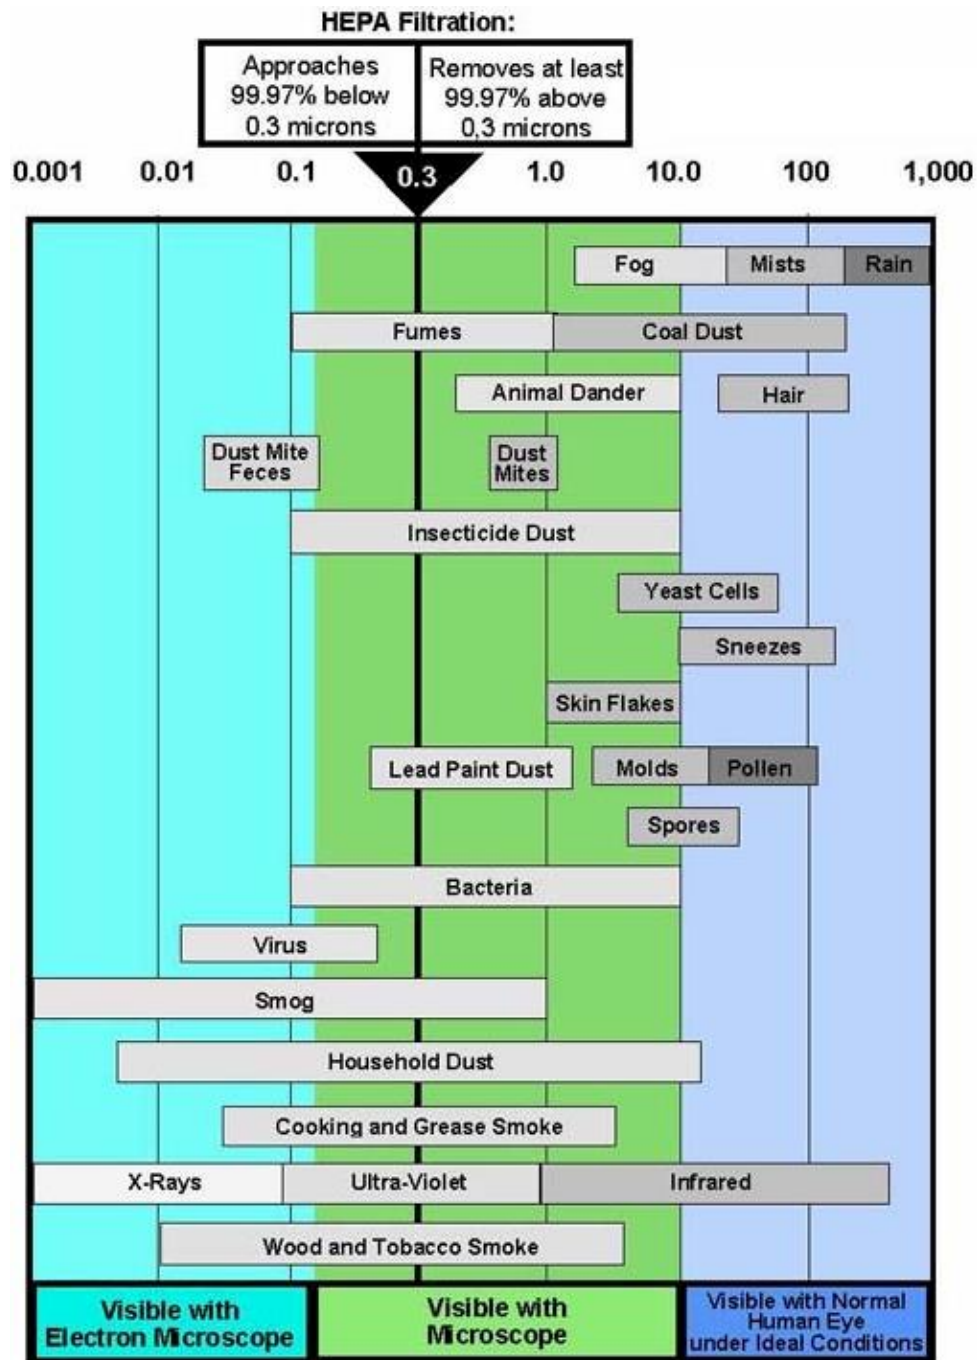 HEPA Filtration:
Approaches
99.97% below
0.3 microns
Removes at least
99.97% above
0,3 microns
0.001 0.01 0.1 0.3 1.0 10.0 100 1,000
Fog Mists Rain
Fumes Coal Dust
Animal Dander Hair
Dust Mite
Feces
Dust
Mites
Insecticide Dust
Yeast Cells
Sneezes
Skin Flakes
Lead Paint Dust Molds Pollen
Spores
Bacteria
Virus
Smog
Household Dust
Cooking and Grease Smoke
X-Rays Ultra-Violet Infrared
Wood and Tobacco Smoke
Visible with
Electron Microscope
Visible with
Microscope
Visible with Normal
Human Eye
under Ideal Conditions